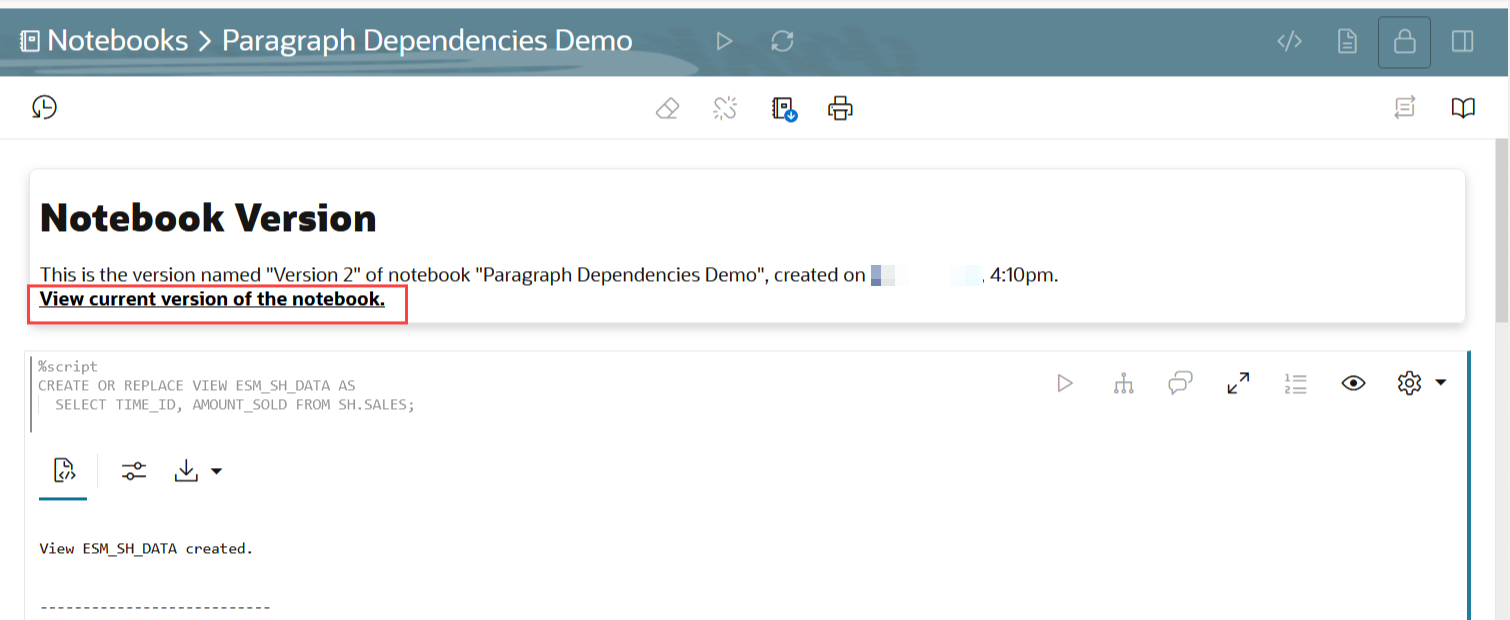 Notebooks > Paragraph Dependencies Demo
Notebook Version
This is the version named "Version 2" of notebook "Paragraph Dependencies Demo", created on , 4:10pm.
View current version of the notebook.
%script
CREATE OR REPLACE VIEW ESM_SH_DATA AS
SELECT TIME_ID, AMOUNT_SOLD FROM SH.SALES;
View ESM_SH_DATA created.
---------------------------